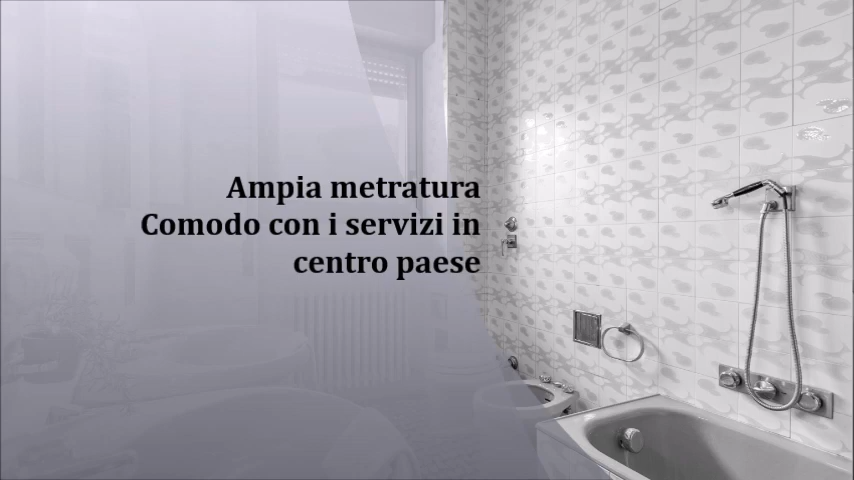 Ampia metratura
Comodo con i servizi in
centro paese